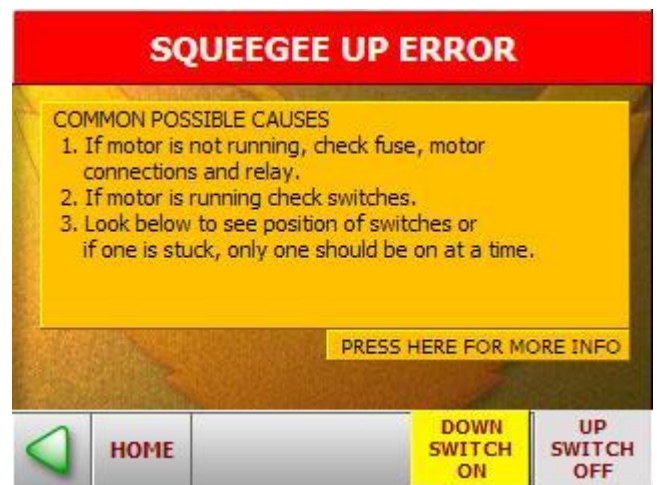 SQUEEGEE UP ERROR
COMMON POSSIBLE CAUSES
1. If motor is not running, check fuse, motor
connections and relay.
2. If motor is running check switches.
3. Look below to see position of switches or
if one is stuck, only one should be on at a time.
PRESS HERE FOR MORE INFO
HOME
DOWN
SWITCH
ON
UP
SWITCH
OFF